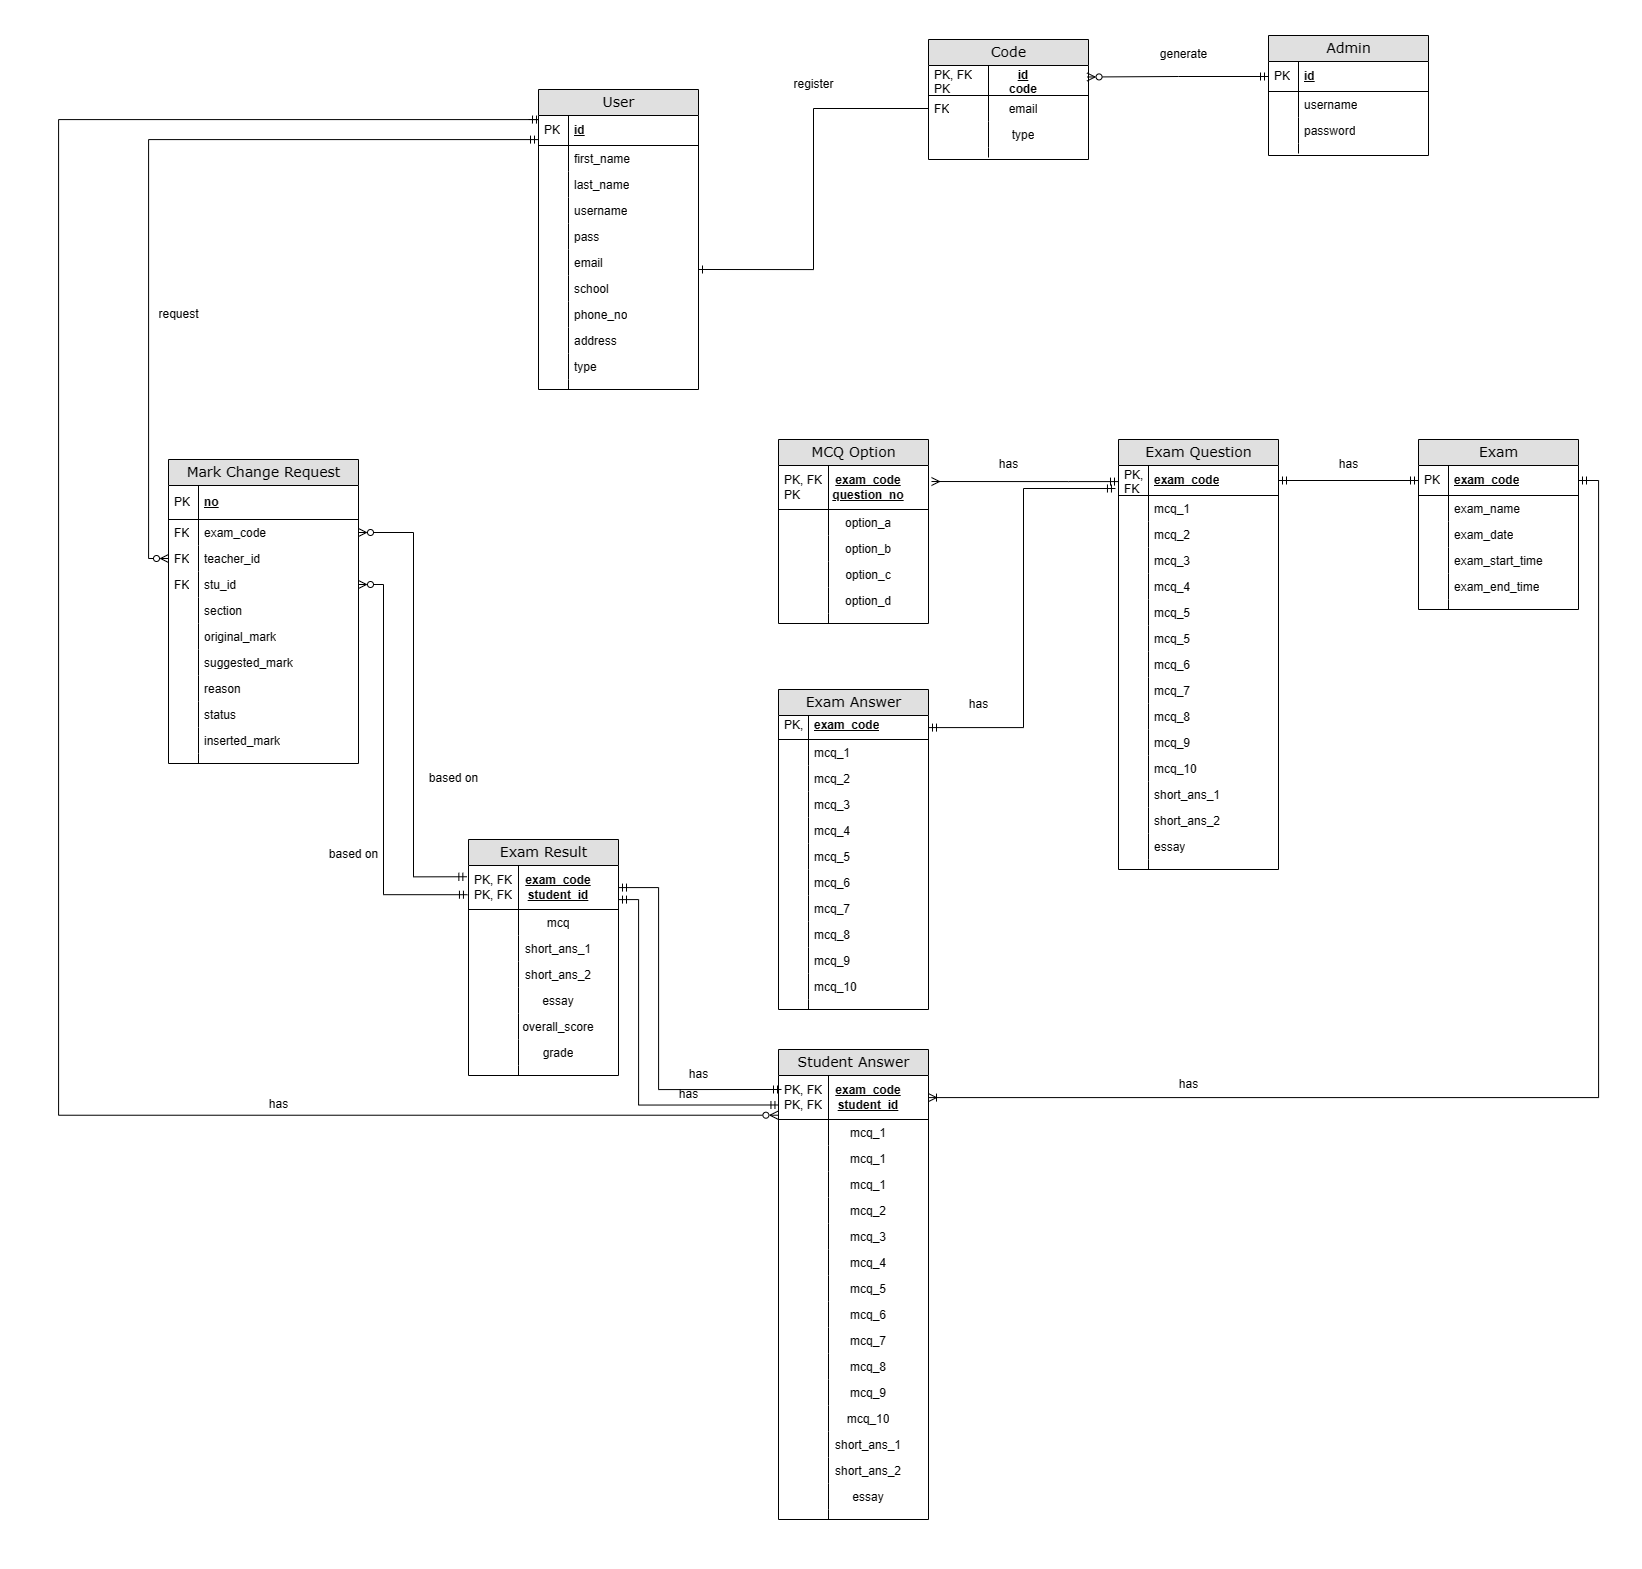 Code
PK, FK id
PK code
FK email
type
generate
Admin
PK id
username
password
register
User
PK id
first_name
last_name
username
pass
email
school
phone_no
address
type
request
Mark Change Request
PK no
FK exam_code
FK teacher_id
FK stu_id
section
original_mark
suggested_mark
reason
status
inserted_mark
MCQ Option
PK, FK exam_code
PK question_no
option_a
option_b
option_c
option_d
has
Exam Question
PK, FK exam_code
mcq_1
mcq_2
mcq_3
mcq_4
mcq_5
mcq_5
mcq_6
mcq_7
mcq_8
mcq_9
mcq_10
short_ans_1
short_ans_2
essay
has
Exam
PK exam_code
exam_name
exam_date
exam_start_time
exam_end_time
Exam Answer
PK, exam_code
mcq_1
mcq_2
mcq_3
mcq_4
mcq_5
mcq_6
mcq_7
mcq_8
mcq_9
mcq_10
has
based on
based on
Exam Result
PK, FK exam_code
PK, FK student_id
mcq
short_ans_1
short_ans_2
essay
overall_score
grade
has
has
has
has
Student Answer
PK, FK exam_code
PK, FK student_id
mcq_1
mcq_1
mcq_1
mcq_2
mcq_3
mcq_4
mcq_5
mcq_6
mcq_7
mcq_8
mcq_9
mcq_10
short_ans_1
short_ans_2
essay